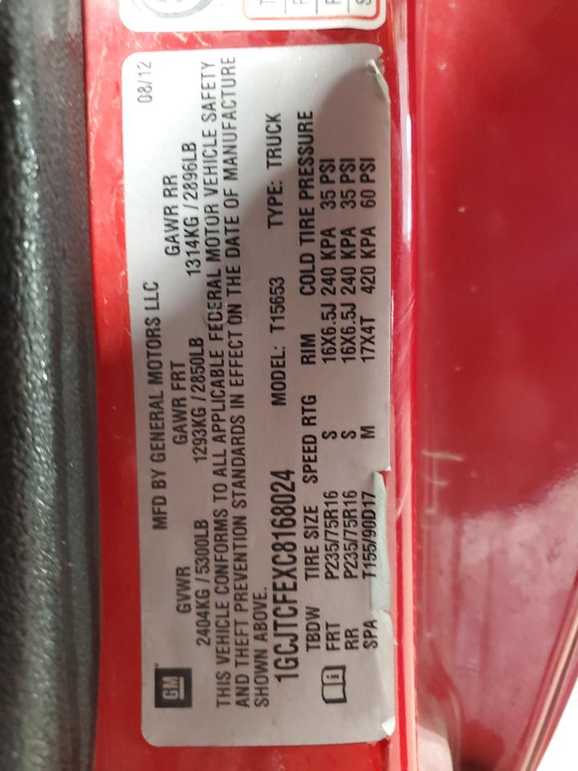 GM
MFD BY GENERAL MOTORS LLC 08/12
GVWR GAWR FRT GAWR RR
2404KG / 5300LB 1293KG / 2850LB 1314KG / 2896LB
THIS VEHICLE CONFORMS TO ALL APPLICABLE FEDERAL MOTOR VEHICLE SAFETY
AND THEFT PREVENTION STANDARDS IN EFFECT ON THE DATE OF MANUFACTURE
SHOWN ABOVE.
1GCJTCFEXC8168024 MODEL: T15653 TYPE: TRUCK
TBDW TIRE SIZE SPEED RTG RIM COLD TIRE PRESSURE
FRT P235/75R16 S 16X6.5J 240 KPA 35 PSI
RR P235/75R16 S 16X6.5J 240 KPA 35 PSI
SPA T155/90D17 M 17X4T 420 KPA 60 PSI